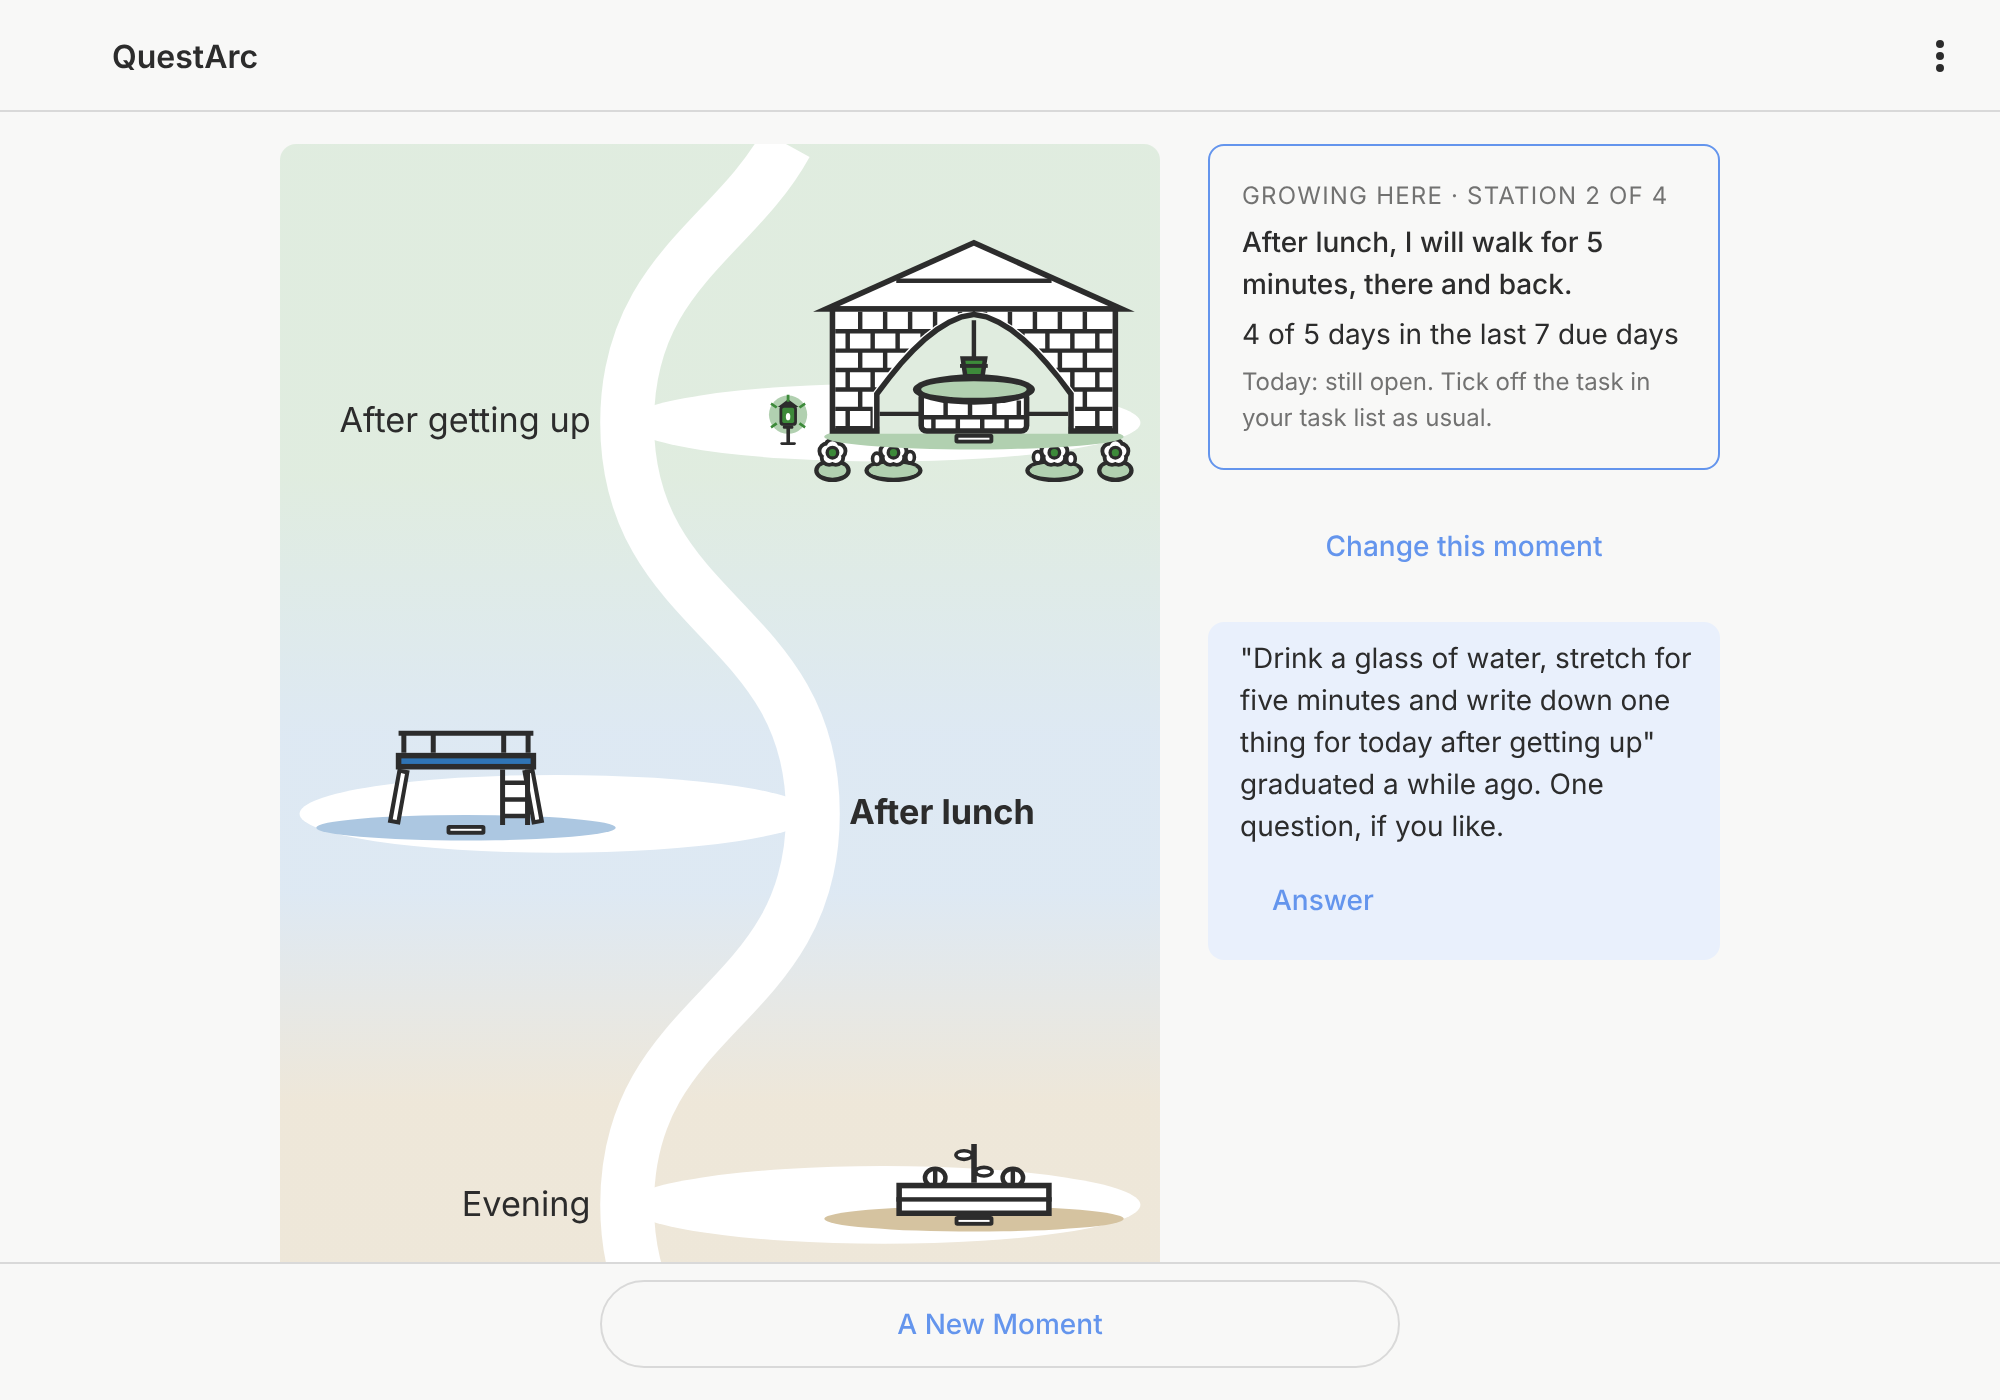 QuestArc
After getting up
After lunch
Evening
GROWING HERE · STATION 2 OF 4
After lunch, I will walk for 5
minutes, there and back.
4 of 5 days in the last 7 due days
Today: still open. Tick off the task in
your task list as usual.
Change this moment
"Drink a glass of water, stretch for
five minutes and write down one
thing for today after getting up"
graduated a while ago. One
question, if you like.
Answer
A New Moment